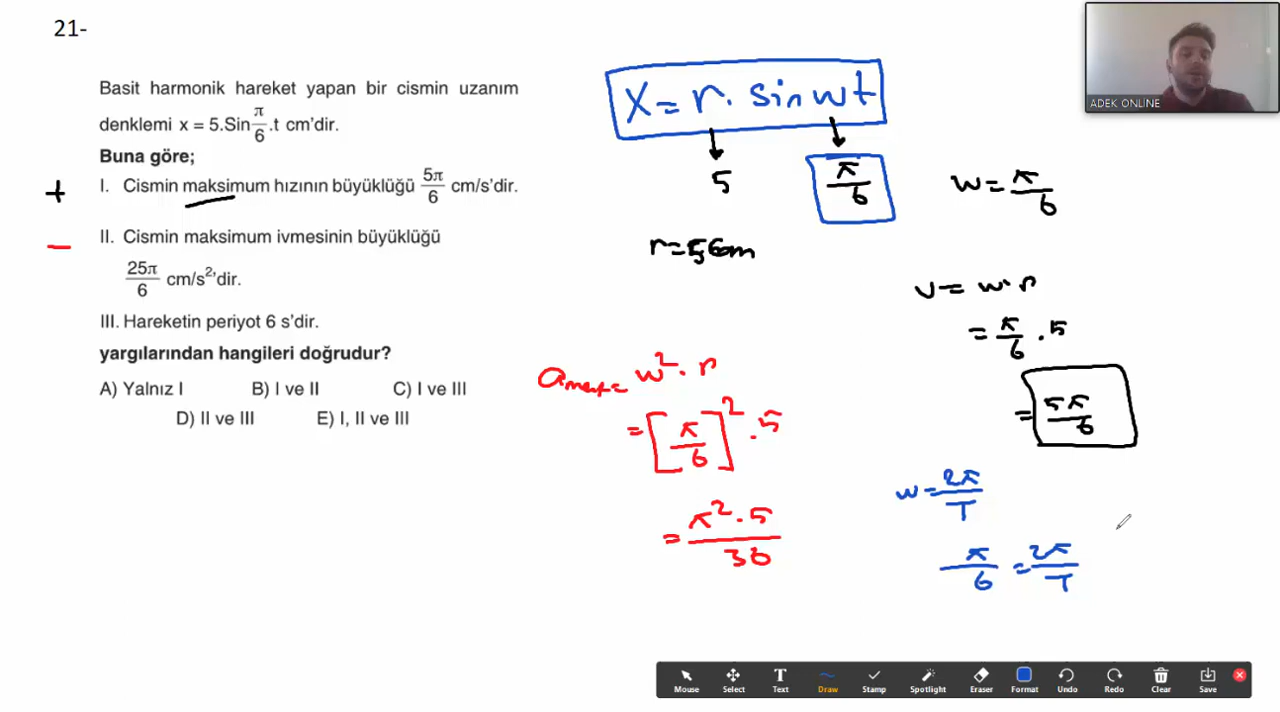 21-
Basit harmonik hareket yapan bir cismin uzanım
denklemi x = 5.Sin π/6 .t cm'dir.
Buna göre;
+ I. Cismin maksimum hızının büyüklüğü 5π/6 cm/s'dir.
− II. Cismin maksimum ivmesinin büyüklüğü
25π/6 cm/s²'dir.
III. Hareketin periyot 6 s'dir.
yargılarından hangileri doğrudur?
A) Yalnız I B) I ve II C) I ve III
D) II ve III E) I, II ve III
X = r. sin wt
5 π/6
w = π/6
v = w.r
= π/6 .5
= 5π/6
amax = w² . r
= [π/6]² .5
= π².5/36
w = 2π/T
π/6 = 2π/T
ADEK ONLINE
Mouse Select Text Draw Stamp Spotlight Eraser Format Undo Redo Clear Save